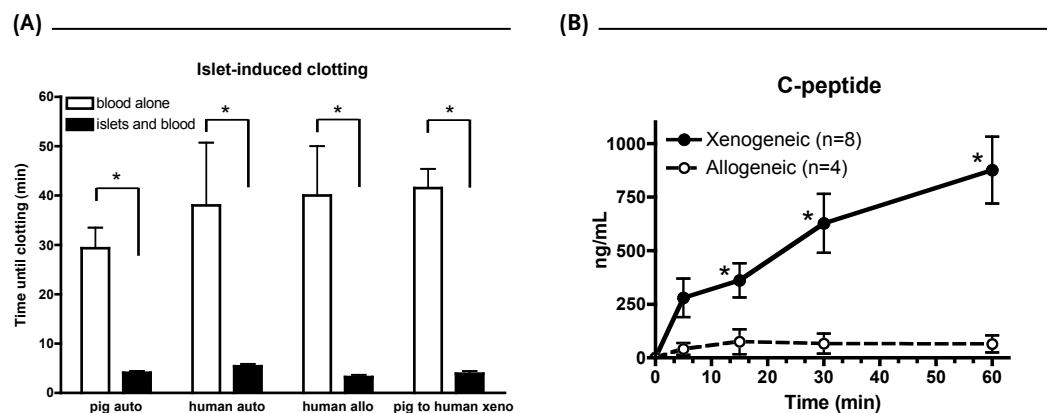 (A)
Islet-induced clotting
Time until clotting (min)
60
50
40
30
20
10
0
blood alone
islets and blood
*
*
*
*
pig auto
human auto
human allo
pig to human xeno
(B)
C-peptide
ng/mL
1000
750
500
250
0
Xenogeneic (n=8)
Allogeneic (n=4)
*
*
*
0 10 20 30 40 50 60
Time (min)